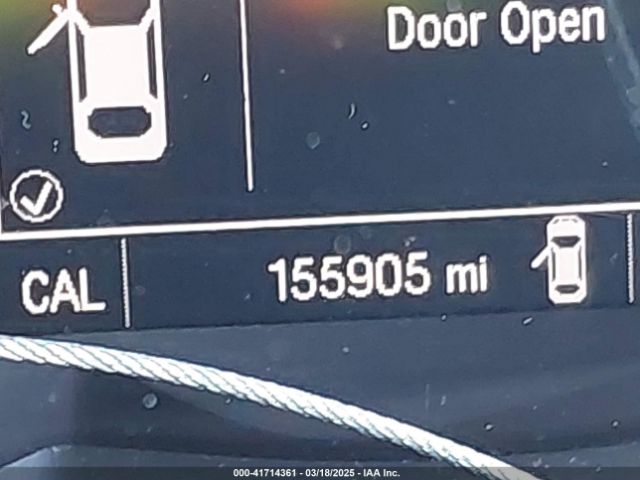 Door Open
CAL
155905 mi
000-41714361 - 03/18/2025 - IAA Inc.